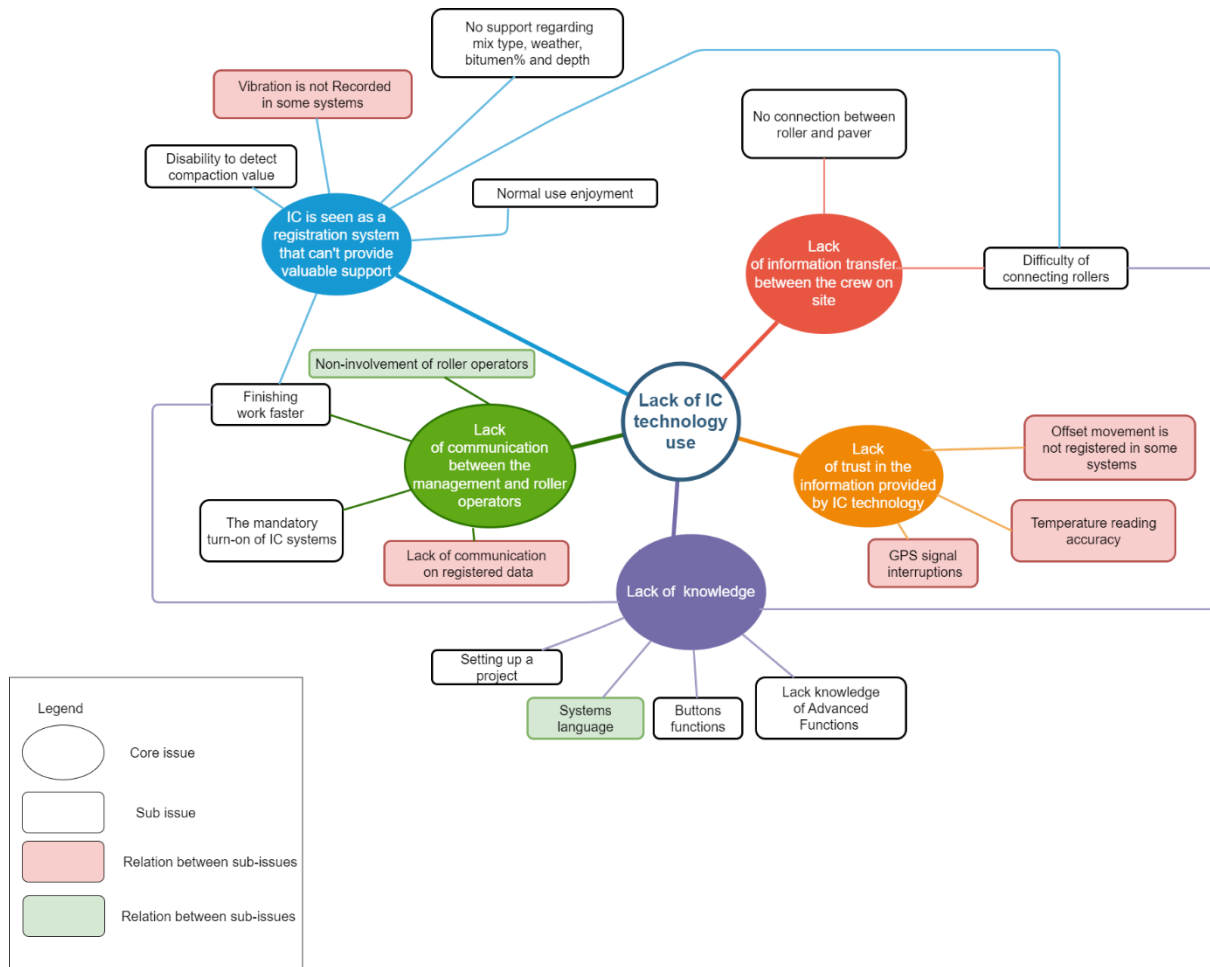 No support regarding
mix type, weather,
bitumen% and depth
Vibration is not Recorded
in some systems
No connection between
roller and paver
Disability to detect
compaction value
Normal use enjoyment
IC is seen as a
registration system
that can't provide
valuable support
Lack
of information transfer
between the crew on
site
Difficulty of
connecting rollers
Non-involvement of roller operators
Finishing
work faster
Lack of IC
technology
use
Lack
of communication
between the
management and roller
operators
Lack
of trust in the
information provided
by IC technology
Offset movement is
not registered in some
systems
The mandatory
turn-on of IC systems
Lack of communication
on registered data
GPS signal
interruptions
Temperature reading
accuracy
Lack of knowledge
Setting up a
project
Systems
language
Buttons
functions
Lack knowledge
of Advanced
Functions
Legend
Core issue
Sub issue
Relation between sub-issues
Relation between sub-issues